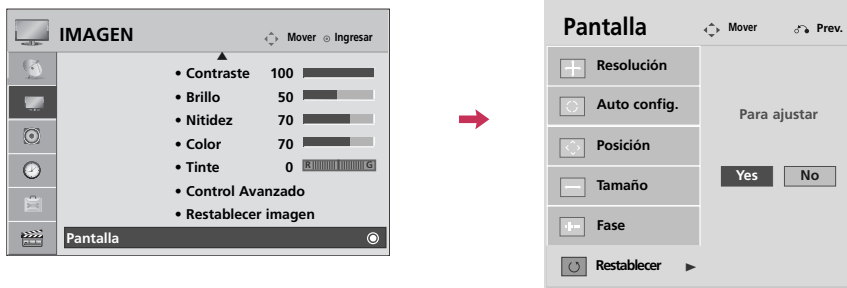 IMAGEN
Mover
Ingresar
• Contraste 100
• Brillo 50
• Nitidez 70
• Color 70
• Tinte 0 R G
• Control Avanzado
• Restablecer imagen
Pantalla
Pantalla
Mover
Prev.
Resolución
Auto config.
Posición
Tamaño
Fase
Restablecer
Para ajustar
Yes No